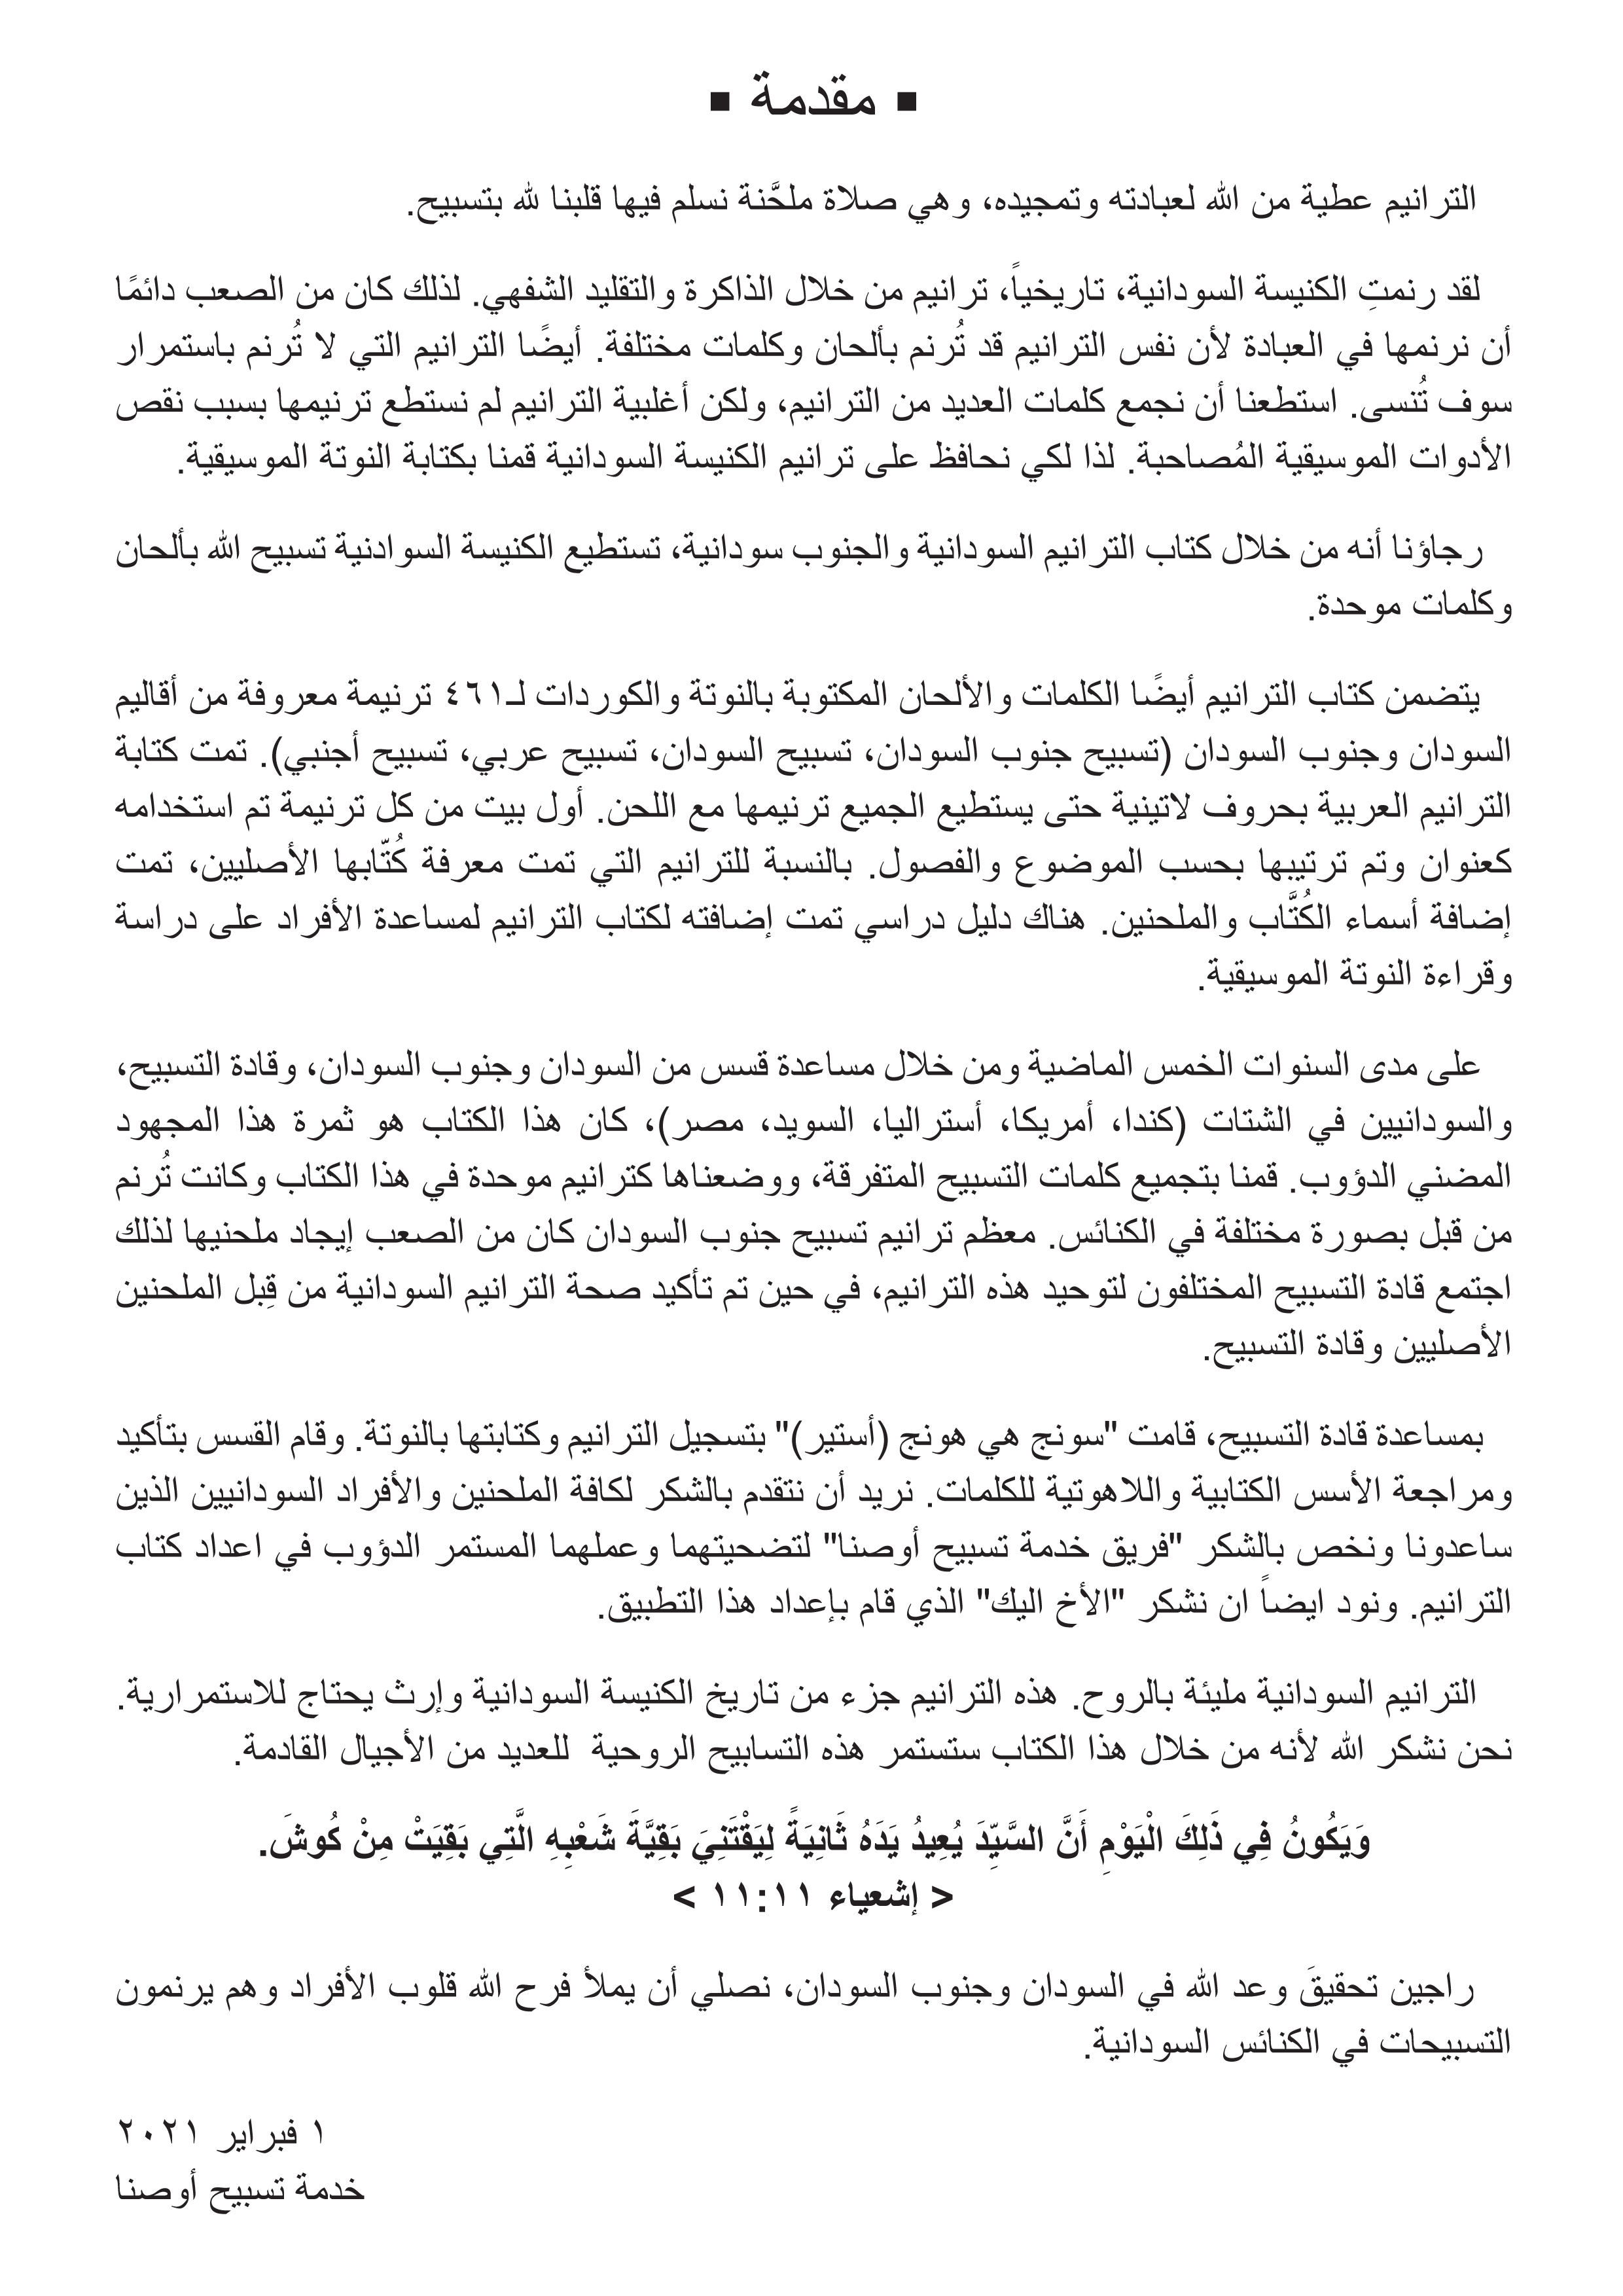 ▪ مقدمة ▪
الترانيم عطية من الله لعبادته وتمجيده، وهي صلاة ملحَّنة نسلم فيها قلبنا لله بتسبيح.
لقد رنمتِ الكنيسة السودانية، تاريخياً، ترانيم من خلال الذاكرة والتقليد الشفهي. لذلك كان من الصعب دائمًا
أن نرنمها في العبادة لأن نفس الترانيم قد تُرنم بألحان وكلمات مختلفة. أيضًا الترانيم التي لا تُرنم باستمرار
سوف تُنسى. استطعنا أن نجمع كلمات العديد من الترانيم، ولكن أغلبية الترانيم لم نستطع ترنيمها بسبب نقص
الأدوات الموسيقية المُصاحبة. لذا لكي نحافظ على ترانيم الكنيسة السودانية قمنا بكتابة النوتة الموسيقية.
رجاؤنا أنه من خلال كتاب الترانيم السودانية والجنوب سودانية، تستطيع الكنيسة السوادنية تسبيح الله بألحان
وكلمات موحدة.
يتضمن كتاب الترانيم أيضًا الكلمات والألحان المكتوبة بالنوتة والكوردات لـ٤٦١ ترنيمة معروفة من أقاليم
السودان وجنوب السودان (تسبيح جنوب السودان، تسبيح السودان، تسبيح عربي، تسبيح أجنبي). تمت كتابة
الترانيم العربية بحروف لاتينية حتى يستطيع الجميع ترنيمها مع اللحن. أول بيت من كل ترنيمة تم استخدامه
كعنوان وتم ترتيبها بحسب الموضوع والفصول. بالنسبة للترانيم التي تمت معرفة كُتّابها الأصليين، تمت
إضافة أسماء الكُتَّاب والملحنين. هناك دليل دراسي تمت إضافته لكتاب الترانيم لمساعدة الأفراد على دراسة
وقراءة النوتة الموسيقية.
على مدى السنوات الخمس الماضية ومن خلال مساعدة قسس من السودان وجنوب السودان، وقادة التسبيح،
والسودانيين في الشتات (كندا، أمريكا، أستراليا، السويد، مصر)، كان هذا الكتاب هو ثمرة هذا المجهود
المضني الدؤوب. قمنا بتجميع كلمات التسبيح المتفرقة، ووضعناها كترانيم موحدة في هذا الكتاب وكانت تُرنم
من قبل بصورة مختلفة في الكنائس. معظم ترانيم تسبيح جنوب السودان كان من الصعب إيجاد ملحنيها لذلك
اجتمع قادة التسبيح المختلفون لتوحيد هذه الترانيم، في حين تم تأكيد صحة الترانيم السودانية من قِبل الملحنين
الأصليين وقادة التسبيح.
بمساعدة قادة التسبيح، قامت "سونج هي هونج (أستير)" بتسجيل الترانيم وكتابتها بالنوتة. وقام القسس بتأكيد
ومراجعة الأسس الكتابية واللاهوتية للكلمات. نريد أن نتقدم بالشكر لكافة الملحنين والأفراد السودانيين الذين
ساعدونا ونخص بالشكر "فريق خدمة تسبيح أوصنا" لتضحيتهما وعملهما المستمر الدؤوب في اعداد كتاب
الترانيم. ونود ايضاً ان نشكر "الأخ اليك" الذي قام بإعداد هذا التطبيق.
الترانيم السودانية مليئة بالروح. هذه الترانيم جزء من تاريخ الكنيسة السودانية وإرث يحتاج للاستمرارية.
نحن نشكر الله لأنه من خلال هذا الكتاب ستستمر هذه التسابيح الروحية للعديد من الأجيال القادمة.
وَيَكُونُ فِي ذَلِكَ الْيَوْمِ أَنَّ السَّيِّدَ يُعِيدُ يَدَهُ ثَانِيَةً لِيَقْتَنِيَ بَقِيَّةَ شَعْبِهِ الَّتِي بَقِيَتْ مِنْ كُوشَ.
< إشعياء ١١:١١ >
راجين تحقيقَ وعد الله في السودان وجنوب السودان، نصلي أن يملأ فرح الله قلوب الأفراد وهم يرنمون
التسبيحات في الكنائس السودانية.
١ فبراير ٢٠٢١
خدمة تسبيح أوصنا